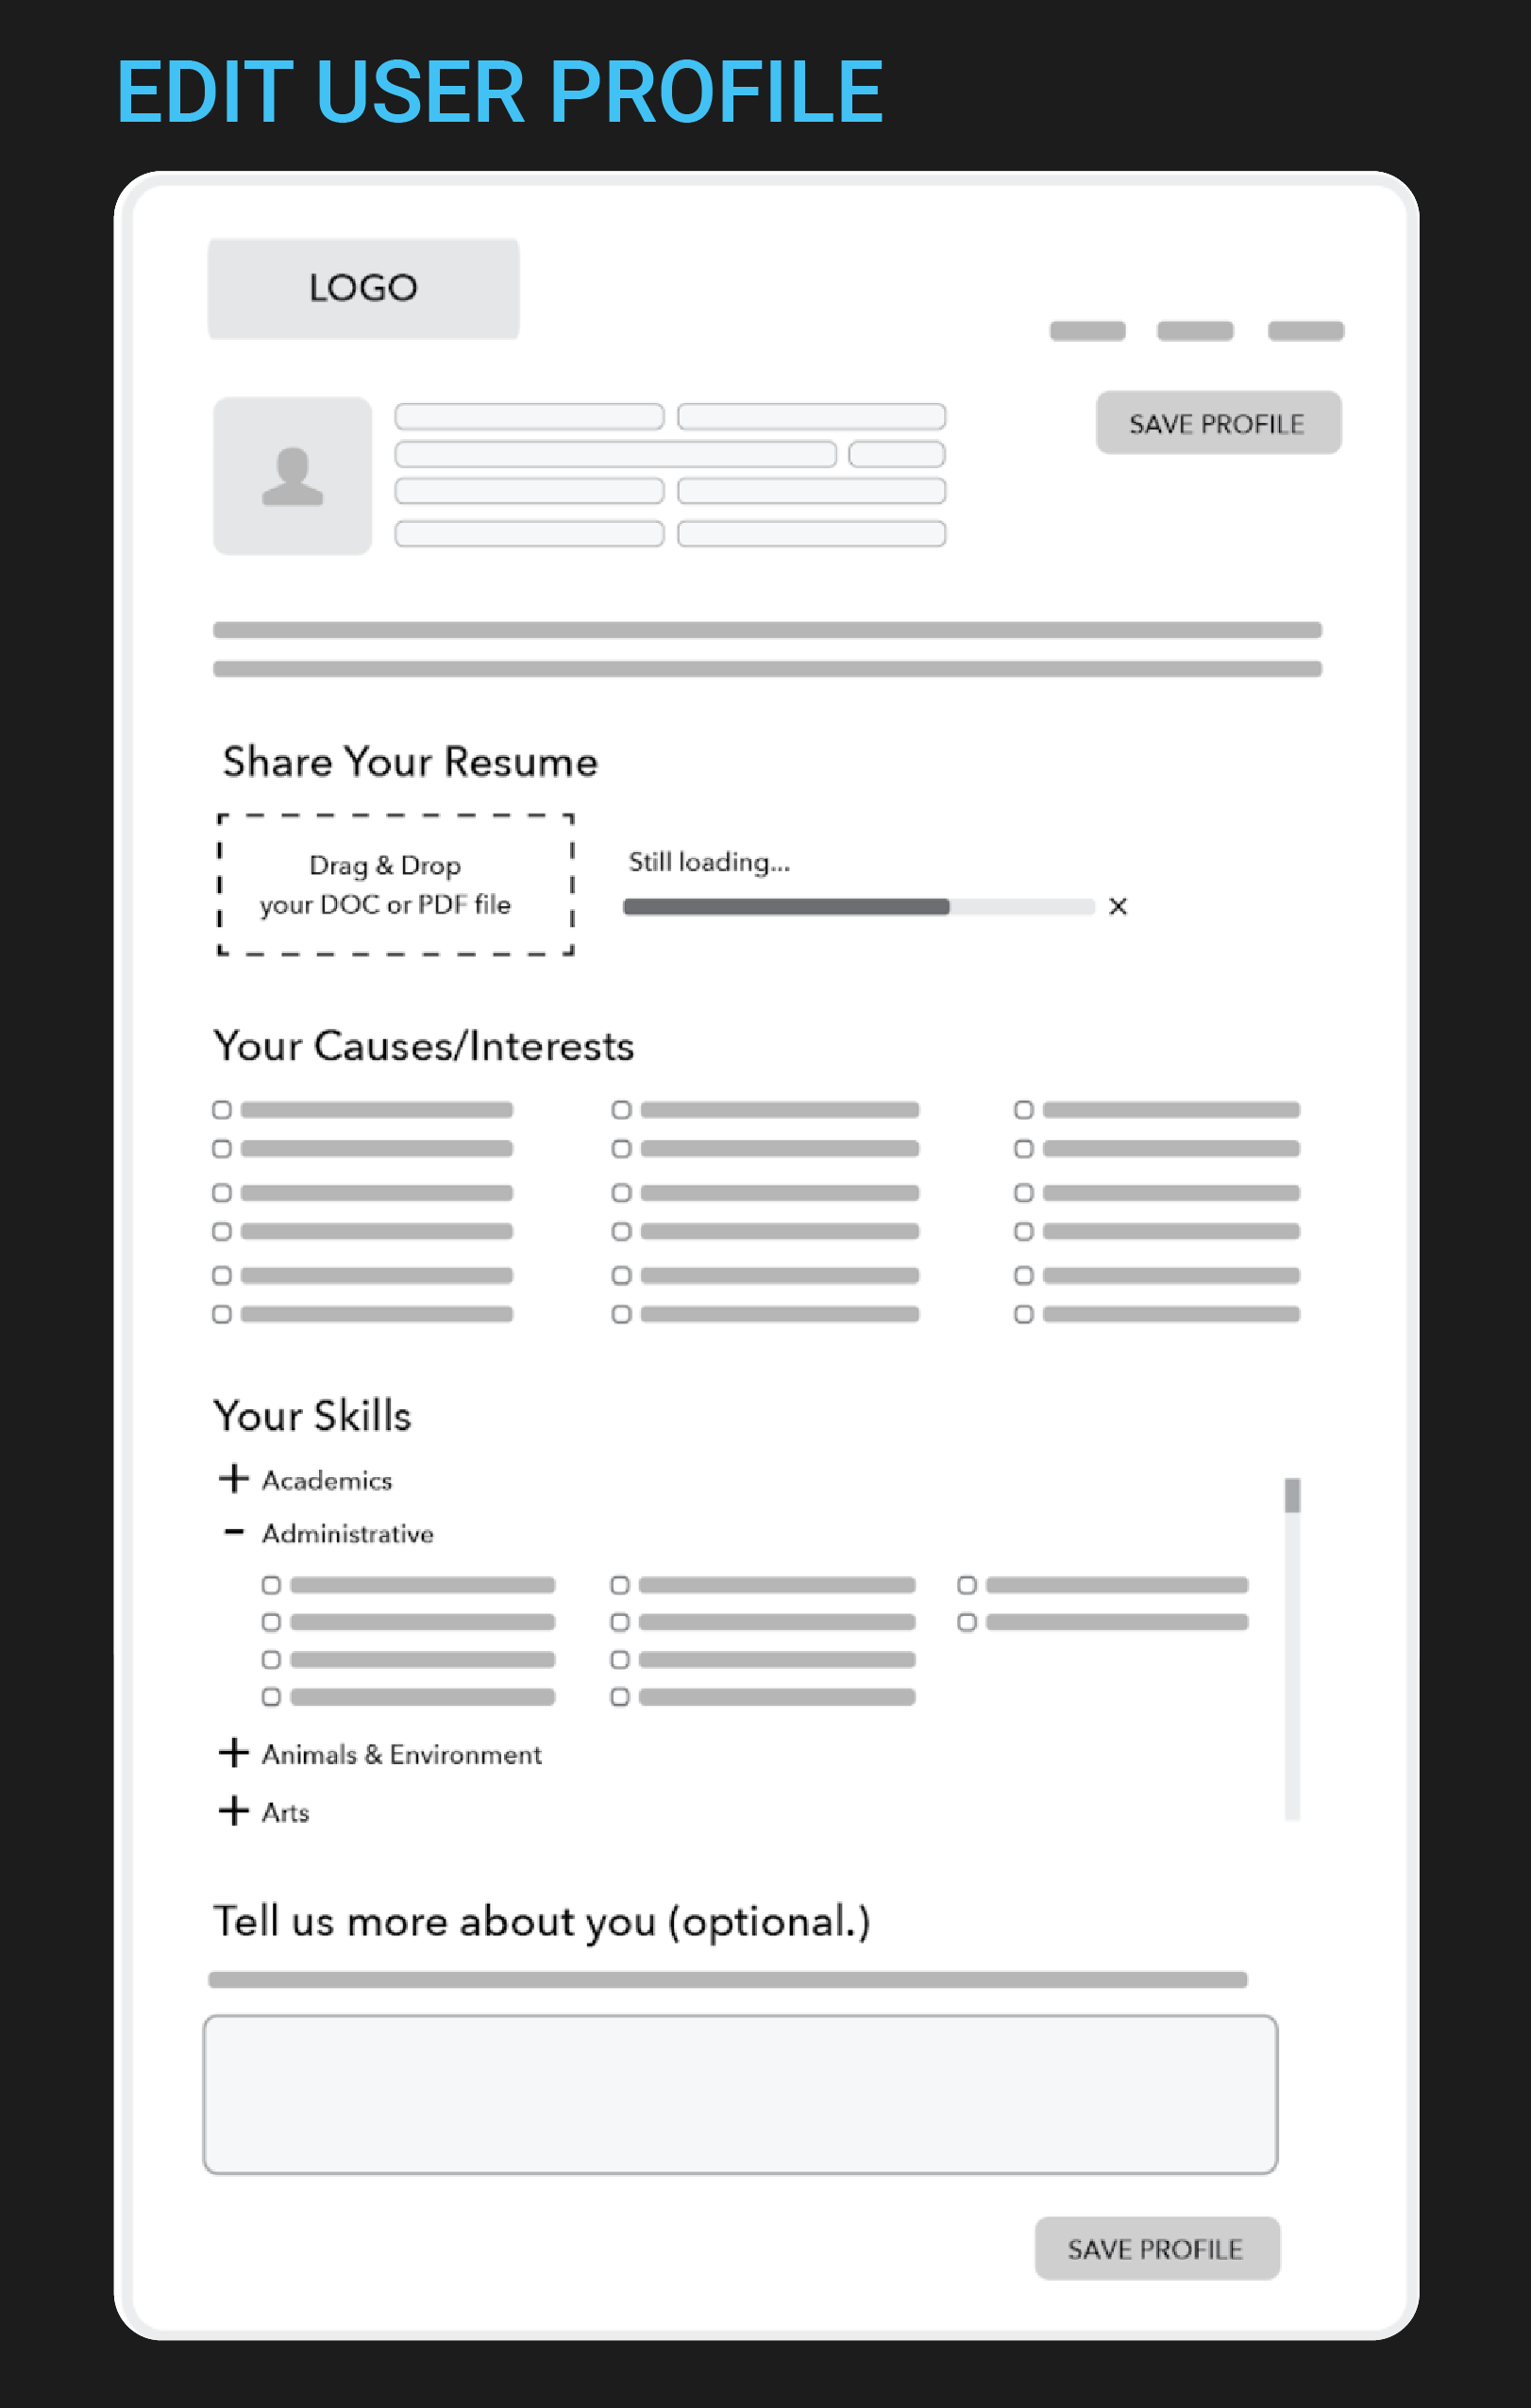 EDIT USER PROFILE
LOGO
SAVE PROFILE
Share Your Resume
Drag & Drop
your DOC or PDF file
Still loading...
Your Causes/Interests
Your Skills
Academics
Administrative
Animals & Environment
Arts
Tell us more about you (optional.)
SAVE PROFILE